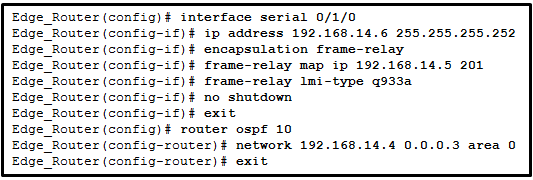 Edge_Router(config)# interface serial 0/1/0
Edge_Router(config-if)# ip address 192.168.14.6 255.255.255.252
Edge_Router(config-if)# encapsulation frame-relay
Edge_Router(config-if)# frame-relay map ip 192.168.14.5 201
Edge_Router(config-if)# frame-relay lmi-type q933a
Edge_Router(config-if)# no shutdown
Edge_Router(config-if)# exit
Edge_Router(config)# router ospf 10
Edge_Router(config-router)# network 192.168.14.4 0.0.0.3 area 0
Edge_Router(config-router)# exit